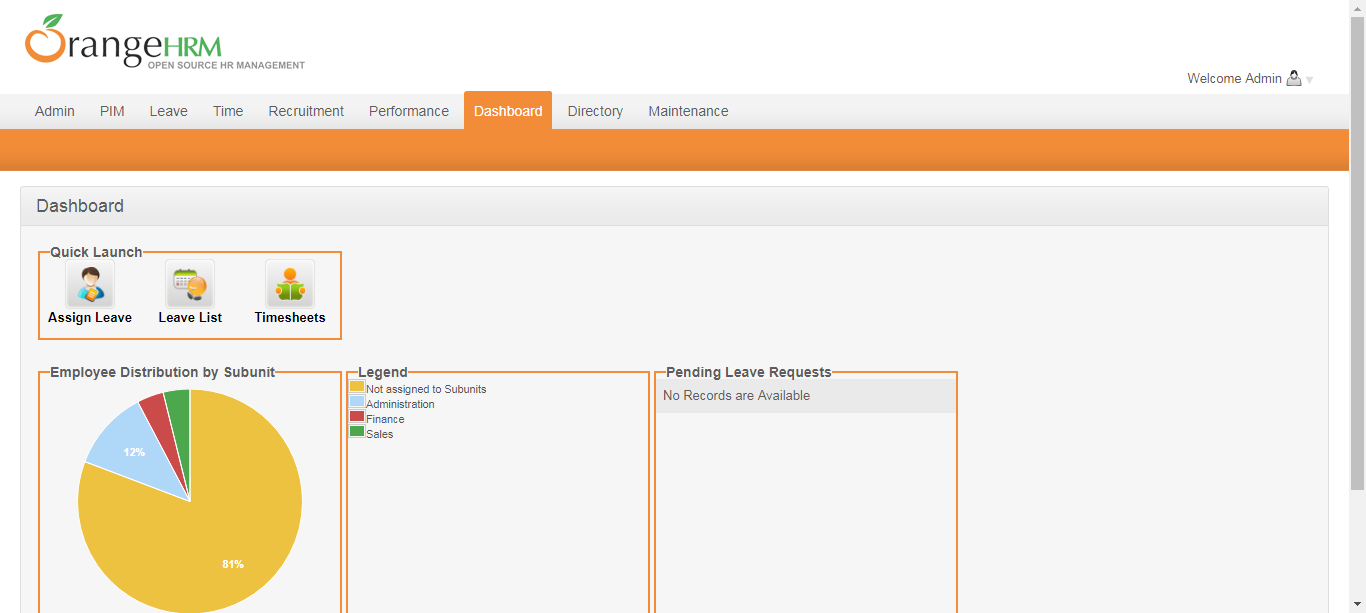 OrangeHRM
OPEN SOURCE HR MANAGEMENT
Welcome Admin
Admin PIM Leave Time Recruitment Performance Dashboard Directory Maintenance
Dashboard
Quick Launch
Assign Leave Leave List Timesheets
Employee Distribution by Subunit
12%
81%
Legend
Not assigned to Subunits
Administration
Finance
Sales
Pending Leave Requests
No Records are Available